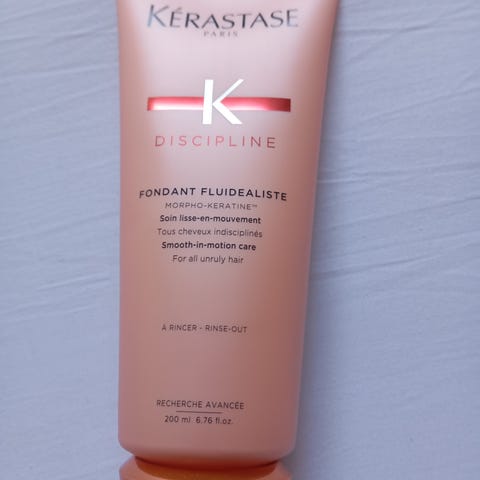 KÉRASTASE
PARIS
K
DISCIPLINE
FONDANT FLUIDEALISTE
MORPHO-KERATINE™
Soin lisse-en-mouvement
Tous cheveux indisciplinés
Smooth-in-motion care
For all unruly hair
A RINCER - RINSE-OUT
RECHERCHE AVANCÉE
200 ml 6.76 fl.oz.